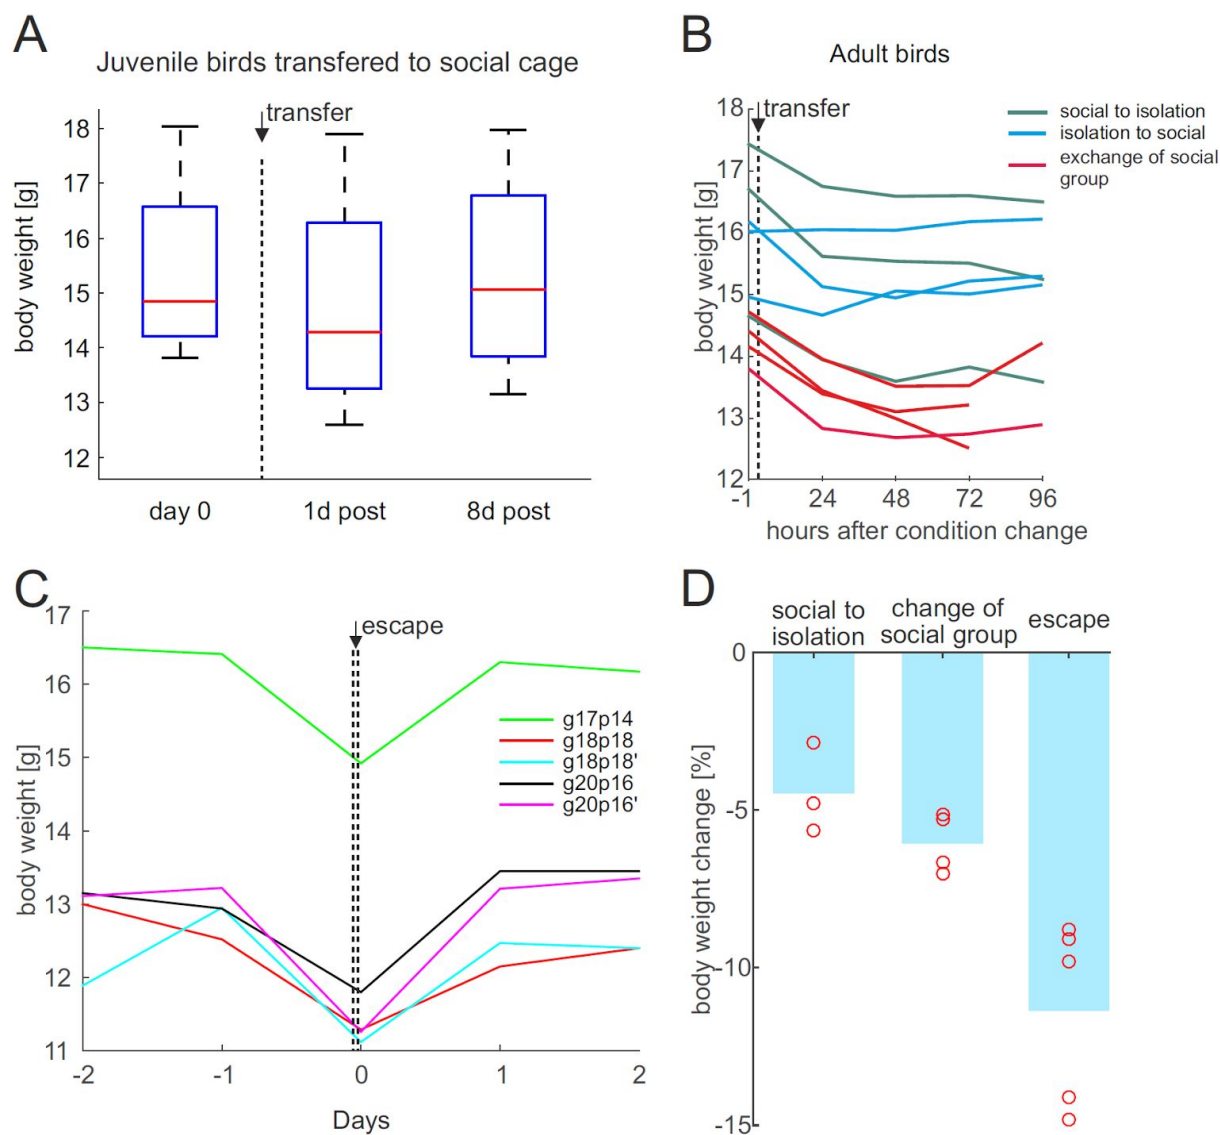 A
Juvenile birds transfered to social cage
transfer
body weight [g]
18
17
16
15
14
13
12
day 0
1d post
8d post
B
Adult birds
transfer
social to isolation
isolation to social
exchange of social
group
body weight [g]
18
17
16
15
14
13
12
-1
24
48
72
96
hours after condition change
C
escape
g17p14
g18p18
g18p18'
g20p16
g20p16'
body weight [g]
17
16
15
14
13
12
11
-2
-1
0
1
2
Days
D
social to
isolation
change of
social group
escape
body weight change [%]
0
-5
-10
-15